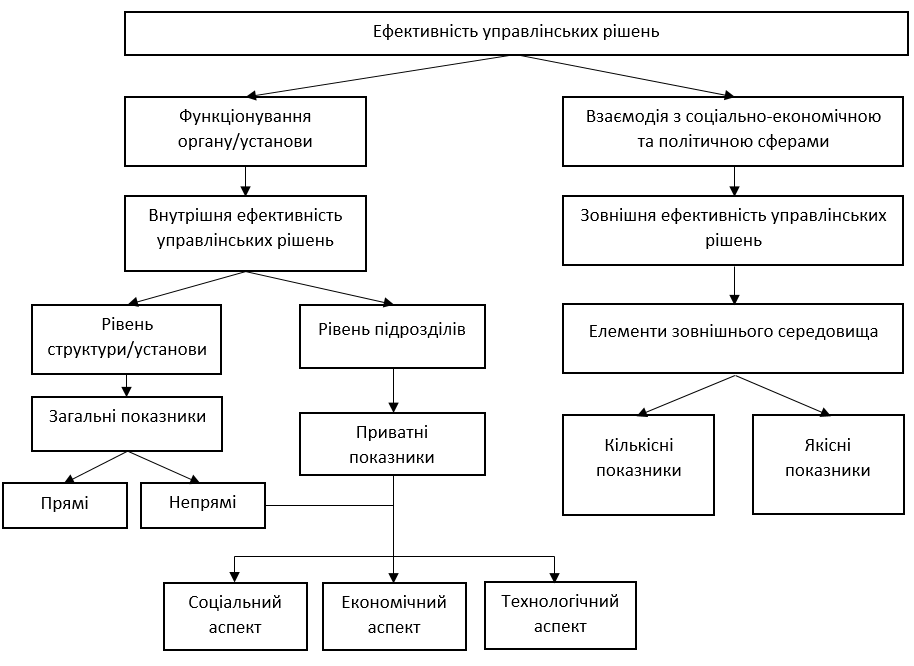 Ефективність управлінських рішень
Функціонування
органу/установи
Взаємодія з соціально-економічною
та політичною сферами
Внутрішня ефективність
управлінських рішень
Зовнішня ефективність управлінських
рішень
Рівень
структури/установи
Рівень підрозділів
Елементи зовнішнього середовища
Загальні показники
Приватні
показники
Кількісні
показники
Якісні
показники
Прямі
Непрямі
Соціальний
аспект
Економічний
аспект
Технологічний
аспект